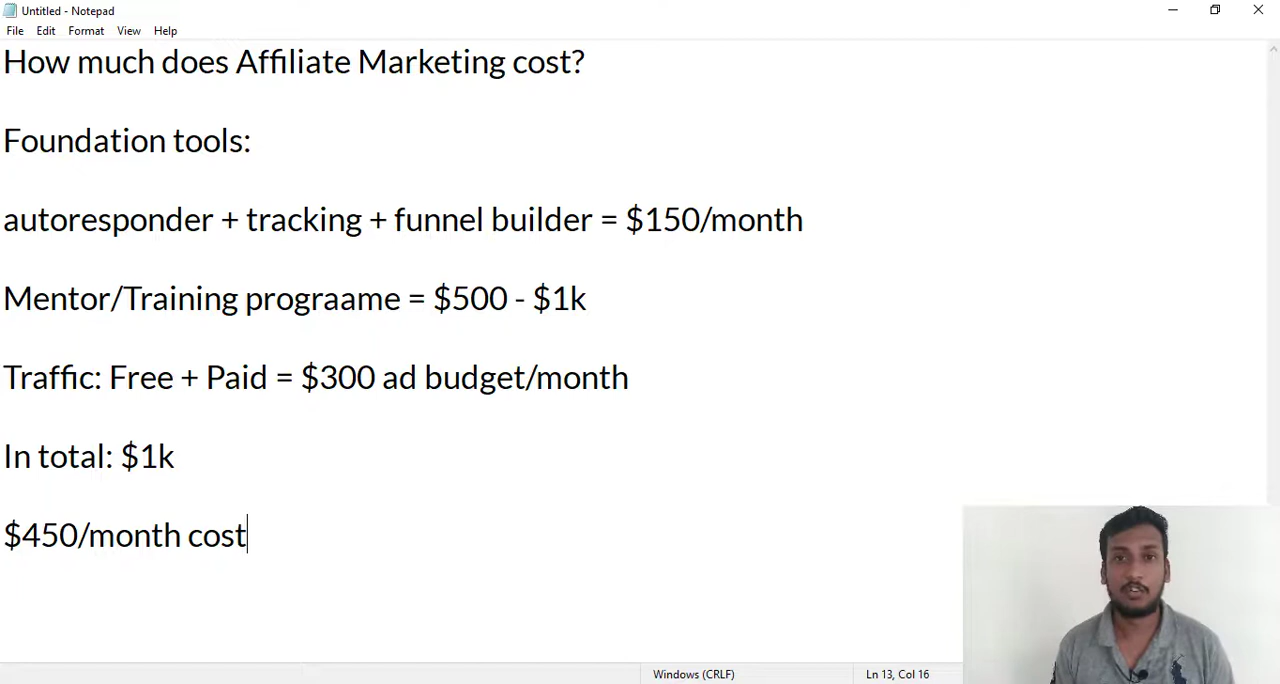 Untitled - Notepad
File Edit Format View Help
How much does Affiliate Marketing cost?
Foundation tools:
autoresponder + tracking + funnel builder = $150/month
Mentor/Training prograame = $500 - $1k
Traffic: Free + Paid = $300 ad budget/month
In total: $1k
$450/month cost
Windows (CRLF) Ln 13, Col 16